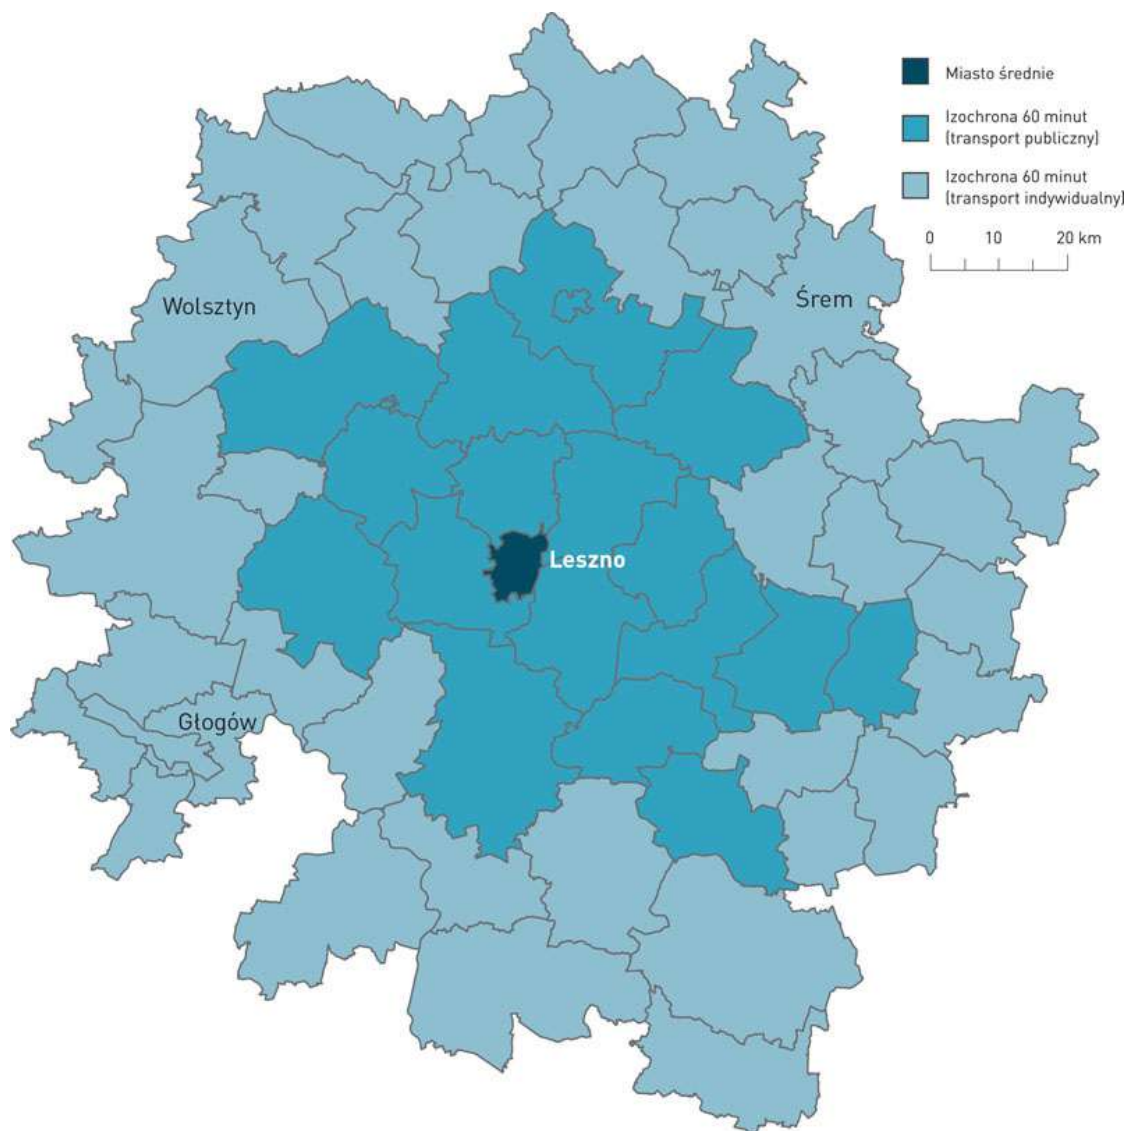 Miasto średnie
Izochrona 60 minut
(transport publiczny)
Izochrona 60 minut
(transport indywidualny)
0 10 20 km
Wolsztyn
Śrem
Leszno
Głogów